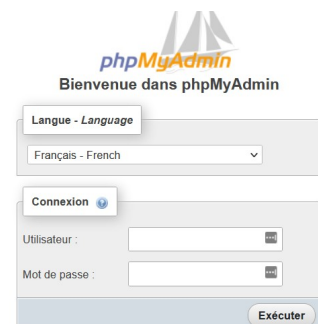 phpMyAdmin
Bienvenue dans phpMyAdmin
Langue - Language
Français - French
Connexion
Utilisateur :
Mot de passe :
Exécuter